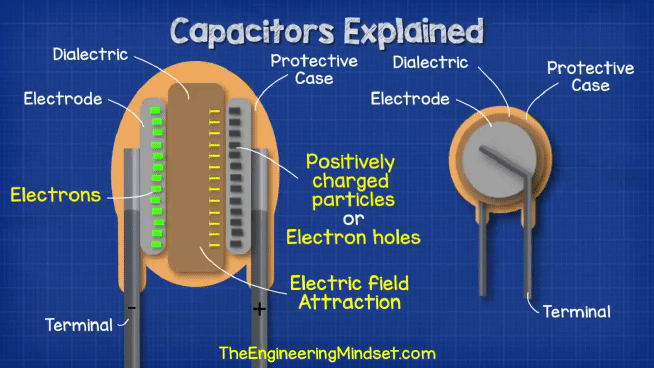 Capacitors Explained
Dialectric
Protective
Case
Electrode
Electrons
Positively
charged
particles
or
Electron holes
Electric field
Attraction
-
+
Terminal
Dialectric
Protective
Case
Electrode
Terminal
TheEngineeringMindset.com